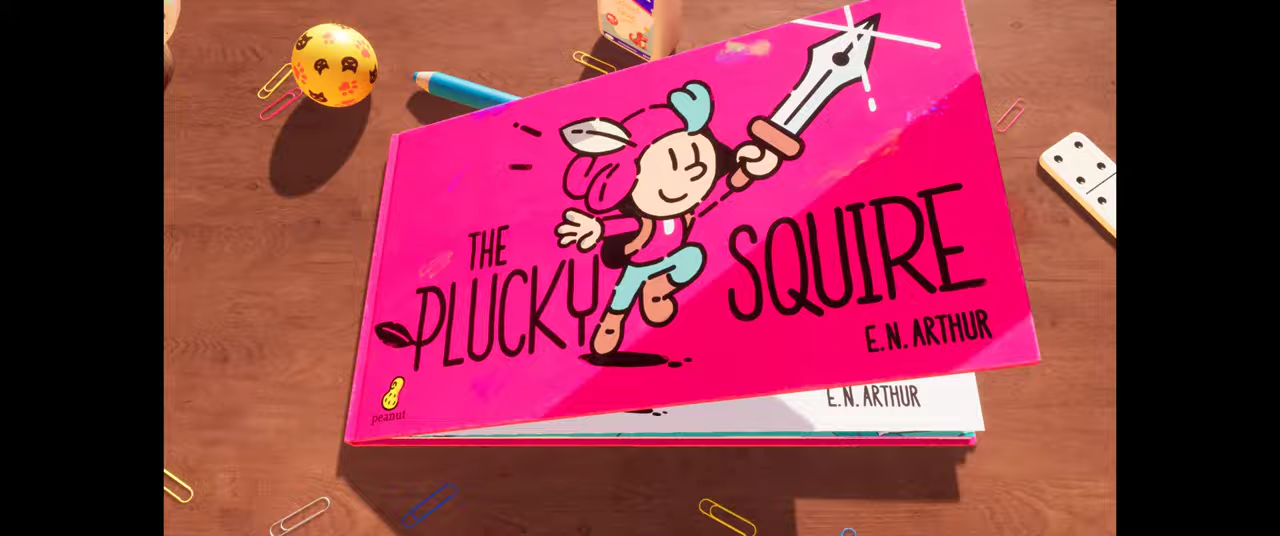 THE
PLUCKY
SQUIRE
E.N. ARTHUR
peanut
E.N. ARTHUR